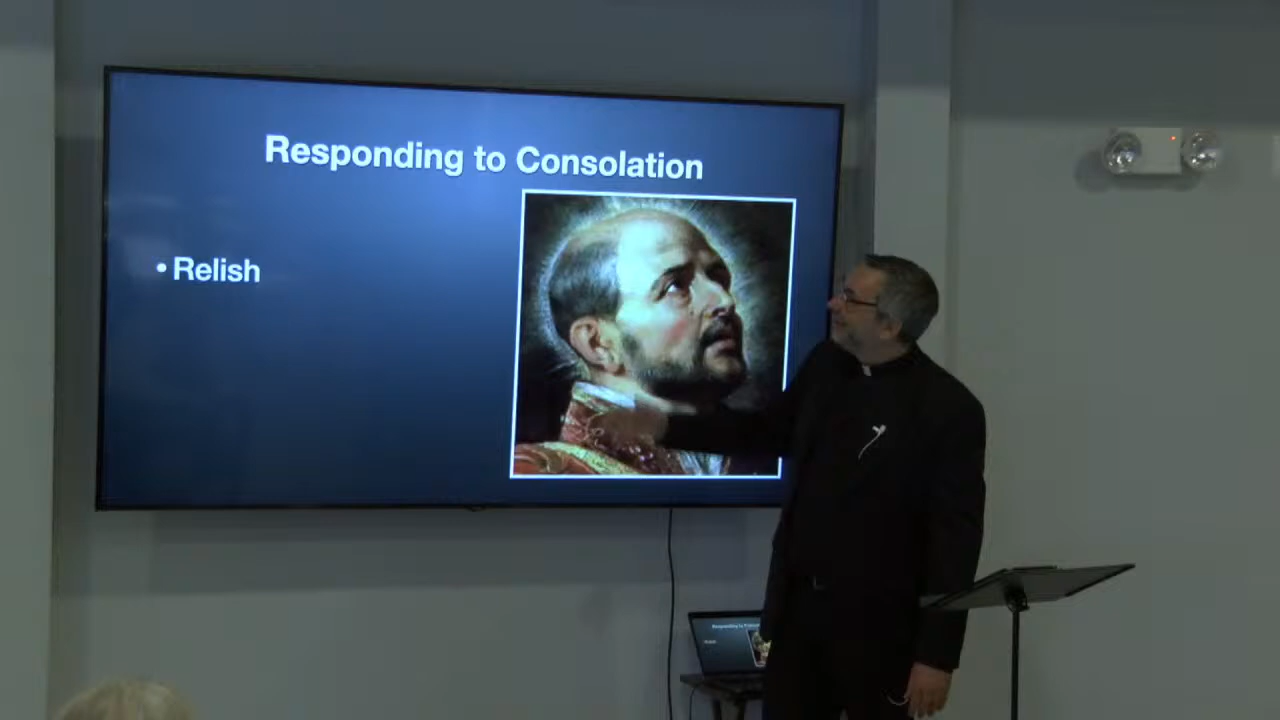 Responding to Consolation
• Relish